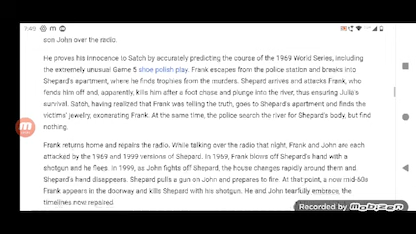 7:49
son John over the radio.
He proves his innocence to Satch by accurately predicting the course of the 1969 World Series, including
the extremely unusual Game 5 shoe polish play. Frank escapes from the police station and breaks into
Shepard's apartment, where he finds trophies from the murders. Shepard arrives and attacks Frank, who
fends him off and, apparently, kills him after a foot chase and plunge into the river, thus ensuring Julia's
survival. Satch, having realized that Frank was telling the truth, goes to Shepard's apartment and finds the
victims' jewelry, exonerating Frank. At the same time, the police search the river for Shepard's body, but find
nothing.
Frank returns home and repairs the radio. While talking over the radio that night, Frank and John are each
attacked by the 1969 and 1999 versions of Shepard. In 1969, Frank blows off Shepard's hand with a
shotgun and he flees. In 1999, as John fights off Shepard, the house changes rapidly around them and
Shepard's hand disappears. Shepard pulls a gun on John and prepares to fire. At that point, a now mid-60s
Frank appears in the doorway and kills Shepard with his shotgun. He and John tearfully embrace, the
timelines now repaired.
Recorded by Mobizen